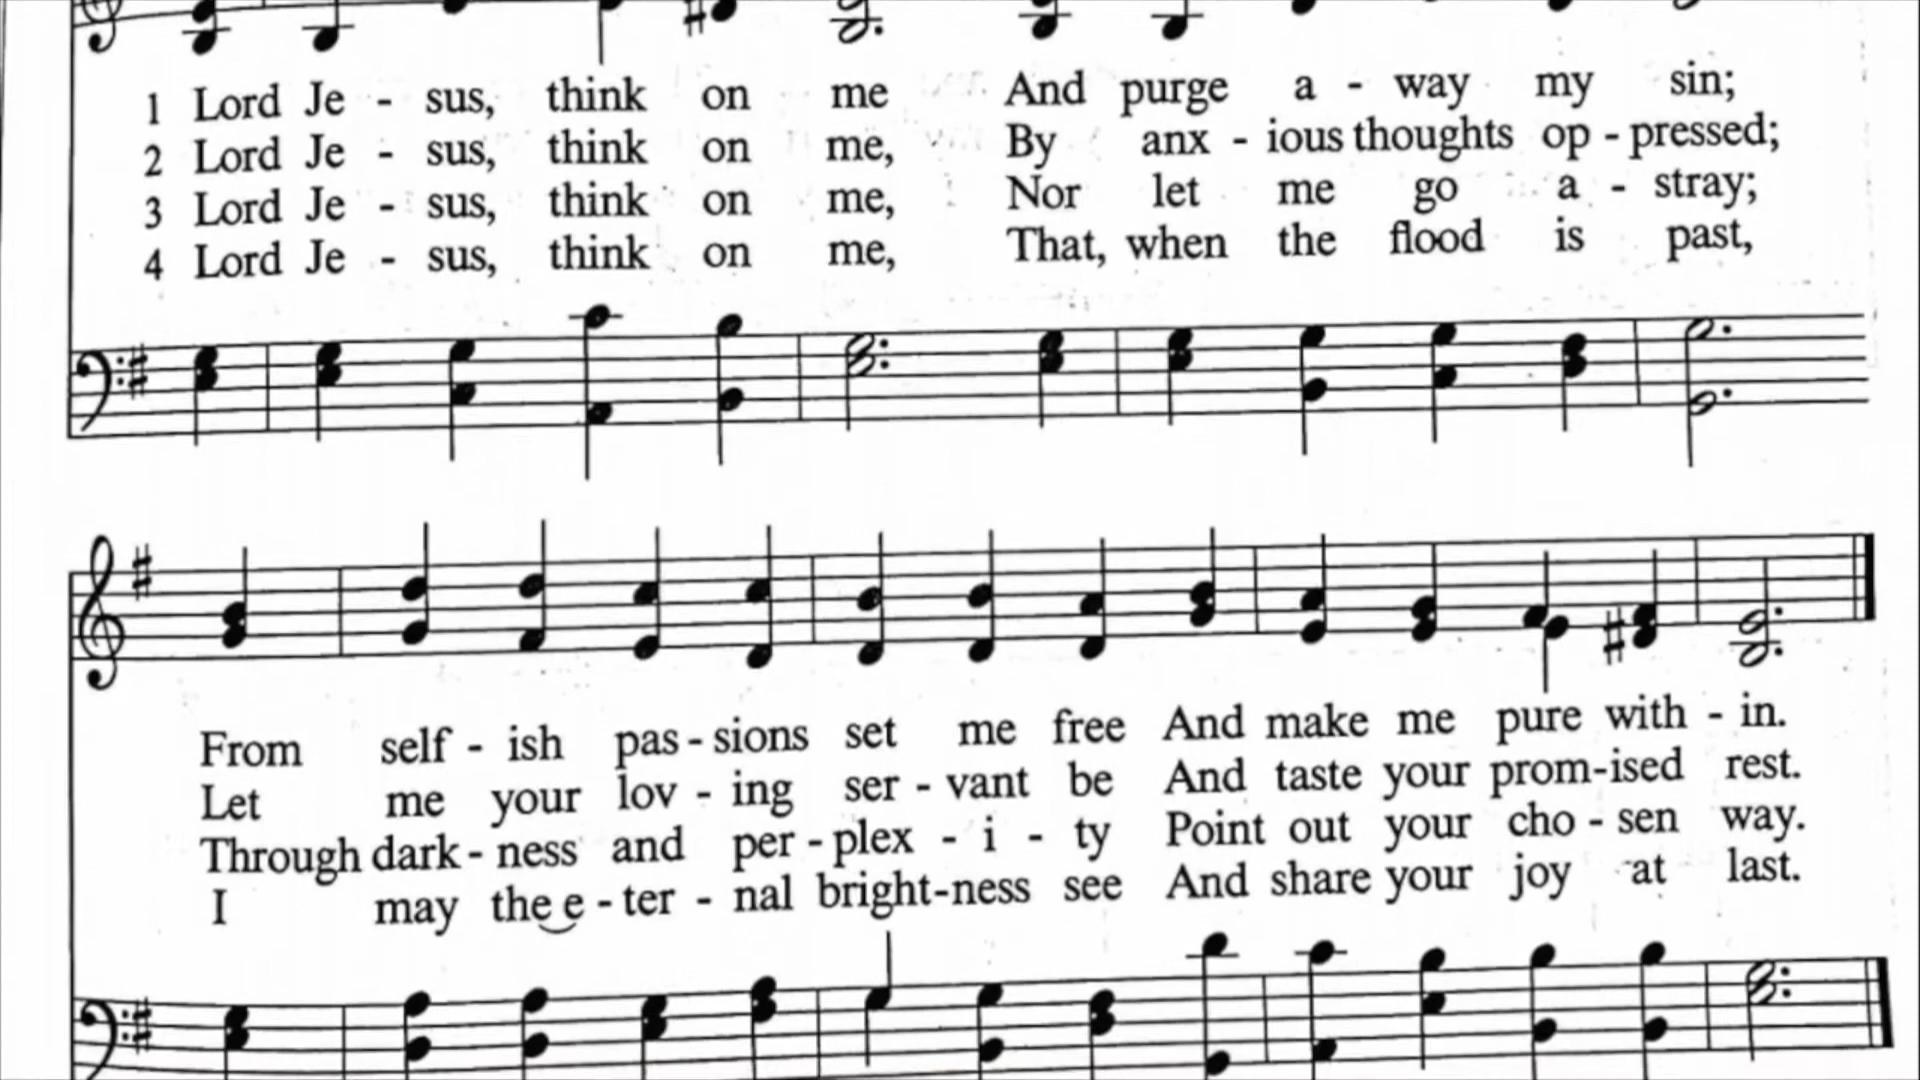 1 Lord Je - sus, think on me And purge a - way my sin;
2 Lord Je - sus, think on me, By anx - ious thoughts op - pressed;
3 Lord Je - sus, think on me, Nor let me go a - stray;
4 Lord Je - sus, think on me, That, when the flood is past,
From self - ish pas - sions set me free And make me pure with - in.
Let me your lov - ing ser - vant be And taste your prom-ised rest.
Through dark - ness and per - plex - i - ty Point out your cho - sen way.
I may the e - ter - nal bright-ness see And share your joy at last.